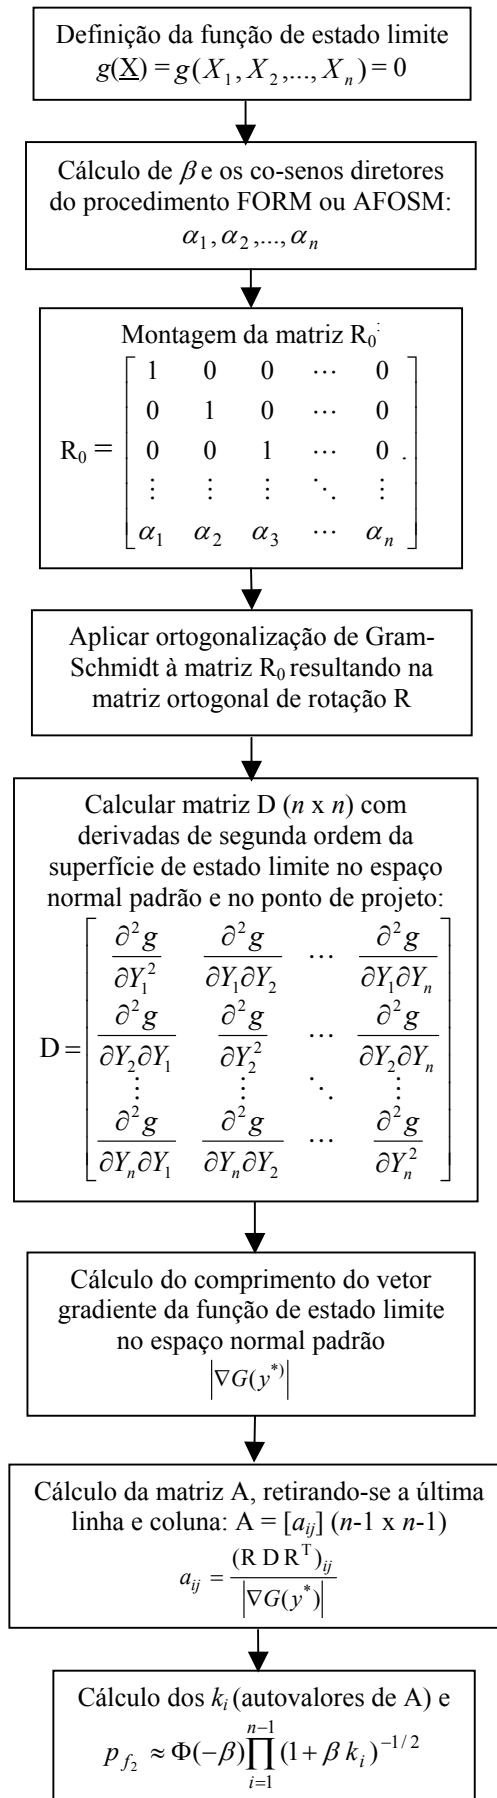 Definição da função de estado limite
g(X) = g(X₁, X₂,..., Xₙ) = 0
Cálculo de β e os co-senos diretores
do procedimento FORM ou AFOSM:
α₁, α₂,..., αₙ
Montagem da matriz R₀:
R₀ =
1 0 0 ⋯ 0
0 1 0 ⋯ 0
0 0 1 ⋯ 0 .
⋮ ⋮ ⋮ ⋱ ⋮
α₁ α₂ α₃ ⋯ αₙ
Aplicar ortogonalização de Gram-
Schmidt à matriz R₀ resultando na
matriz ortogonal de rotação R
Calcular matriz D (n x n) com
derivadas de segunda ordem da
superfície de estado limite no espaço
normal padrão e no ponto de projeto:
D =
∂²g/∂Y₁² ∂²g/∂Y₁∂Y₂ ⋯ ∂²g/∂Y₁∂Yₙ
∂²g/∂Y₂∂Y₁ ∂²g/∂Y₂² ⋯ ∂²g/∂Y₂∂Yₙ
⋮ ⋮ ⋱ ⋮
∂²g/∂Yₙ∂Y₁ ∂²g/∂Yₙ∂Y₂ ⋯ ∂²g/∂Yₙ²
Cálculo do comprimento do vetor
gradiente da função de estado limite
no espaço normal padrão
|∇G(y*)|
Cálculo da matriz A, retirando-se a última
linha e coluna: A = [aᵢⱼ] (n-1 x n-1)
aᵢⱼ = (R D Rᵀ)ᵢⱼ / |∇G(y*)|
Cálculo dos kᵢ (autovalores de A) e
p_f₂ ≈ Φ(−β) ∏ᵢ₌₁ⁿ⁻¹ (1 + β kᵢ)⁻¹ᐟ²